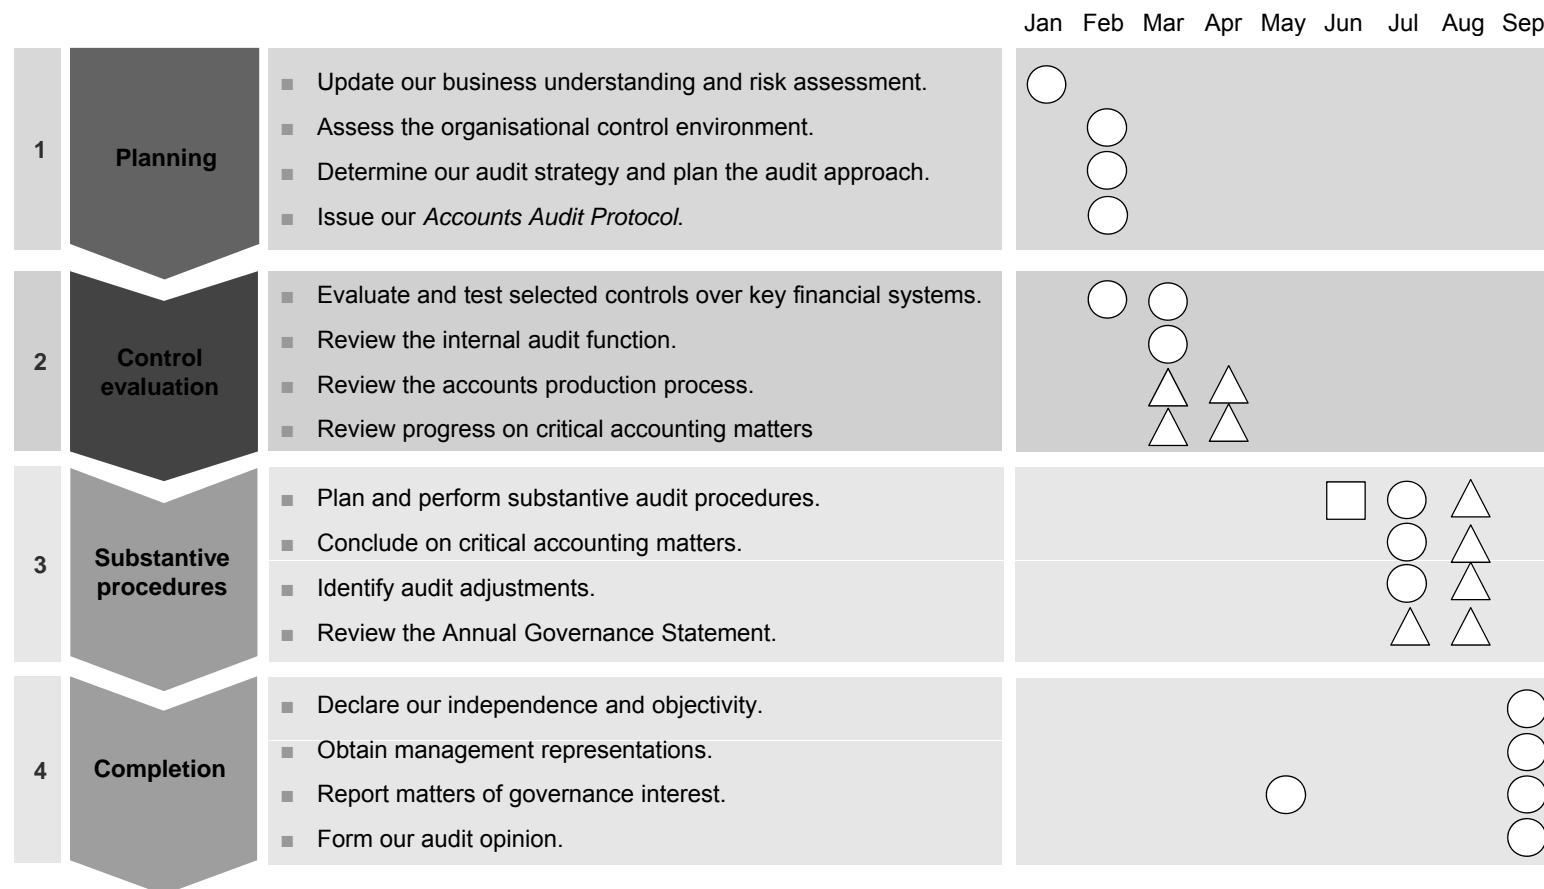 Jan Feb Mar Apr May Jun Jul Aug Sep
1
Planning
Update our business understanding and risk assessment.
Assess the organisational control environment.
Determine our audit strategy and plan the audit approach.
Issue our Accounts Audit Protocol.
2
Control
evaluation
Evaluate and test selected controls over key financial systems.
Review the internal audit function.
Review the accounts production process.
Review progress on critical accounting matters
3
Substantive
procedures
Plan and perform substantive audit procedures.
Conclude on critical accounting matters.
Identify audit adjustments.
Review the Annual Governance Statement.
4
Completion
Declare our independence and objectivity.
Obtain management representations.
Report matters of governance interest.
Form our audit opinion.